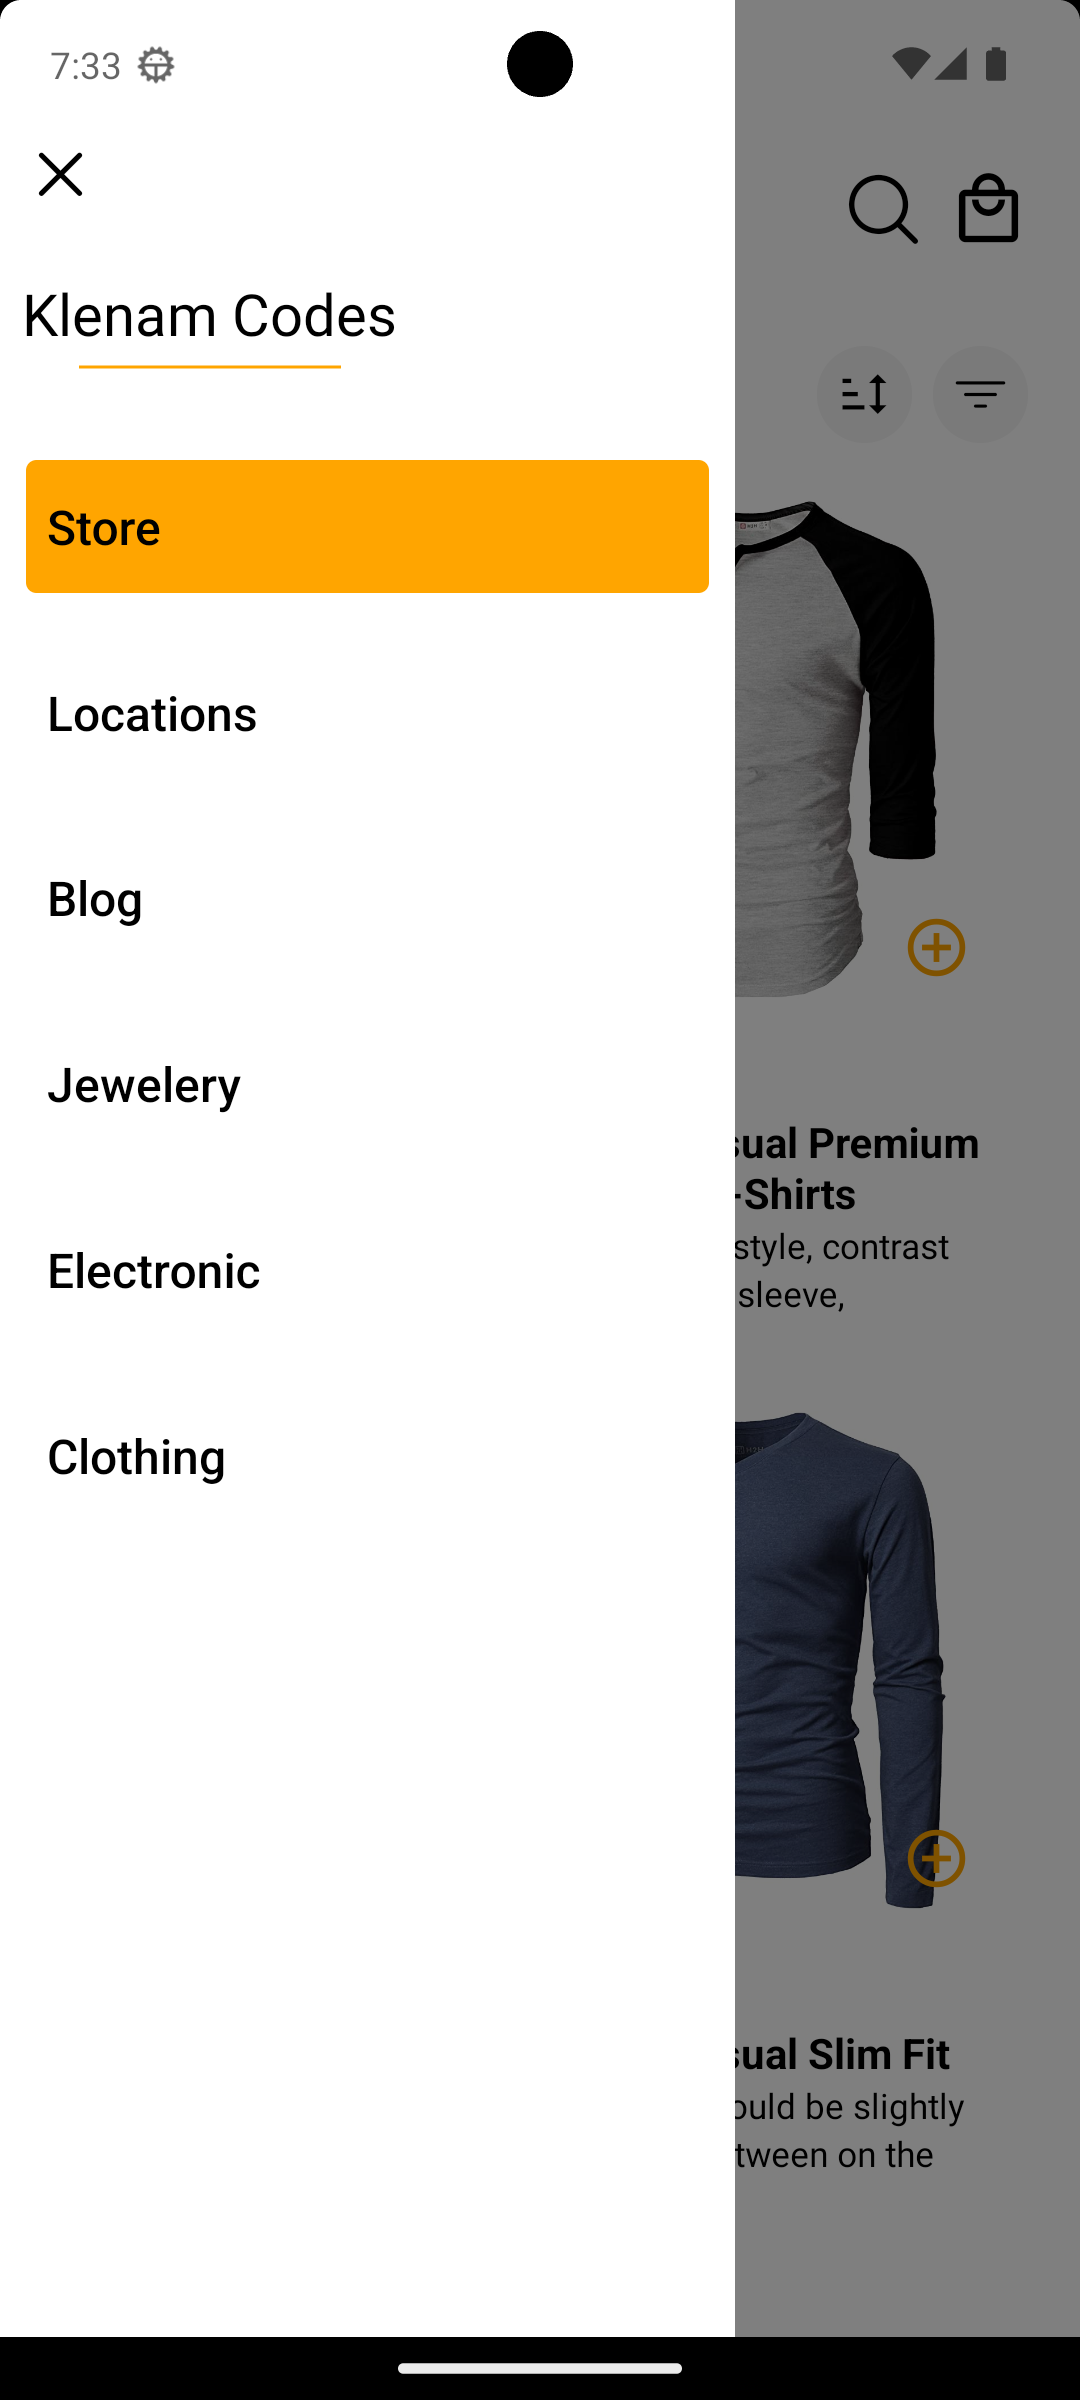 7:33
Klenam Codes
Store
Locations
Blog
Jewelery
Electronic
Clothing
sual Premium
-Shirts
style, contrast
sleeve,
sual Slim Fit
ould be slightly
tween on the